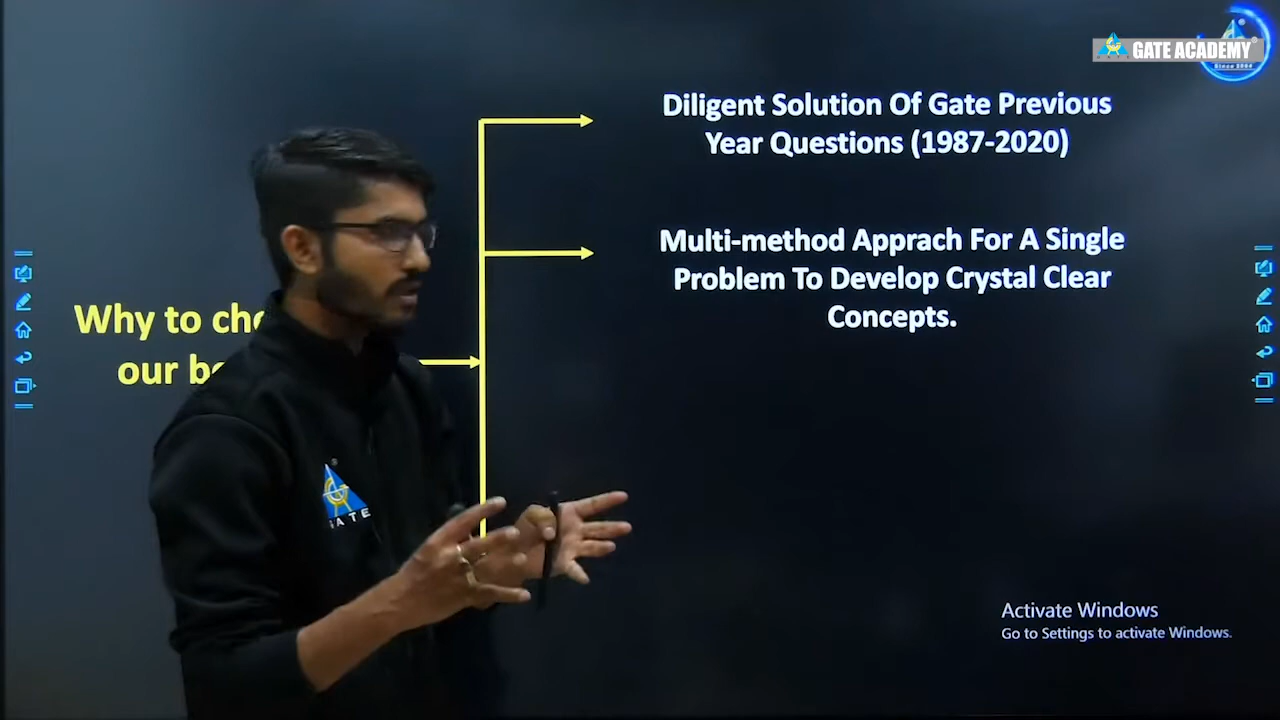 GATE ACADEMY
Since 2004
Diligent Solution Of Gate Previous
Year Questions (1987-2020)
Multi-method Apprach For A Single
Problem To Develop Crystal Clear
Concepts.
Why to
our
GATE
Activate Windows
Go to Settings to activate Windows.